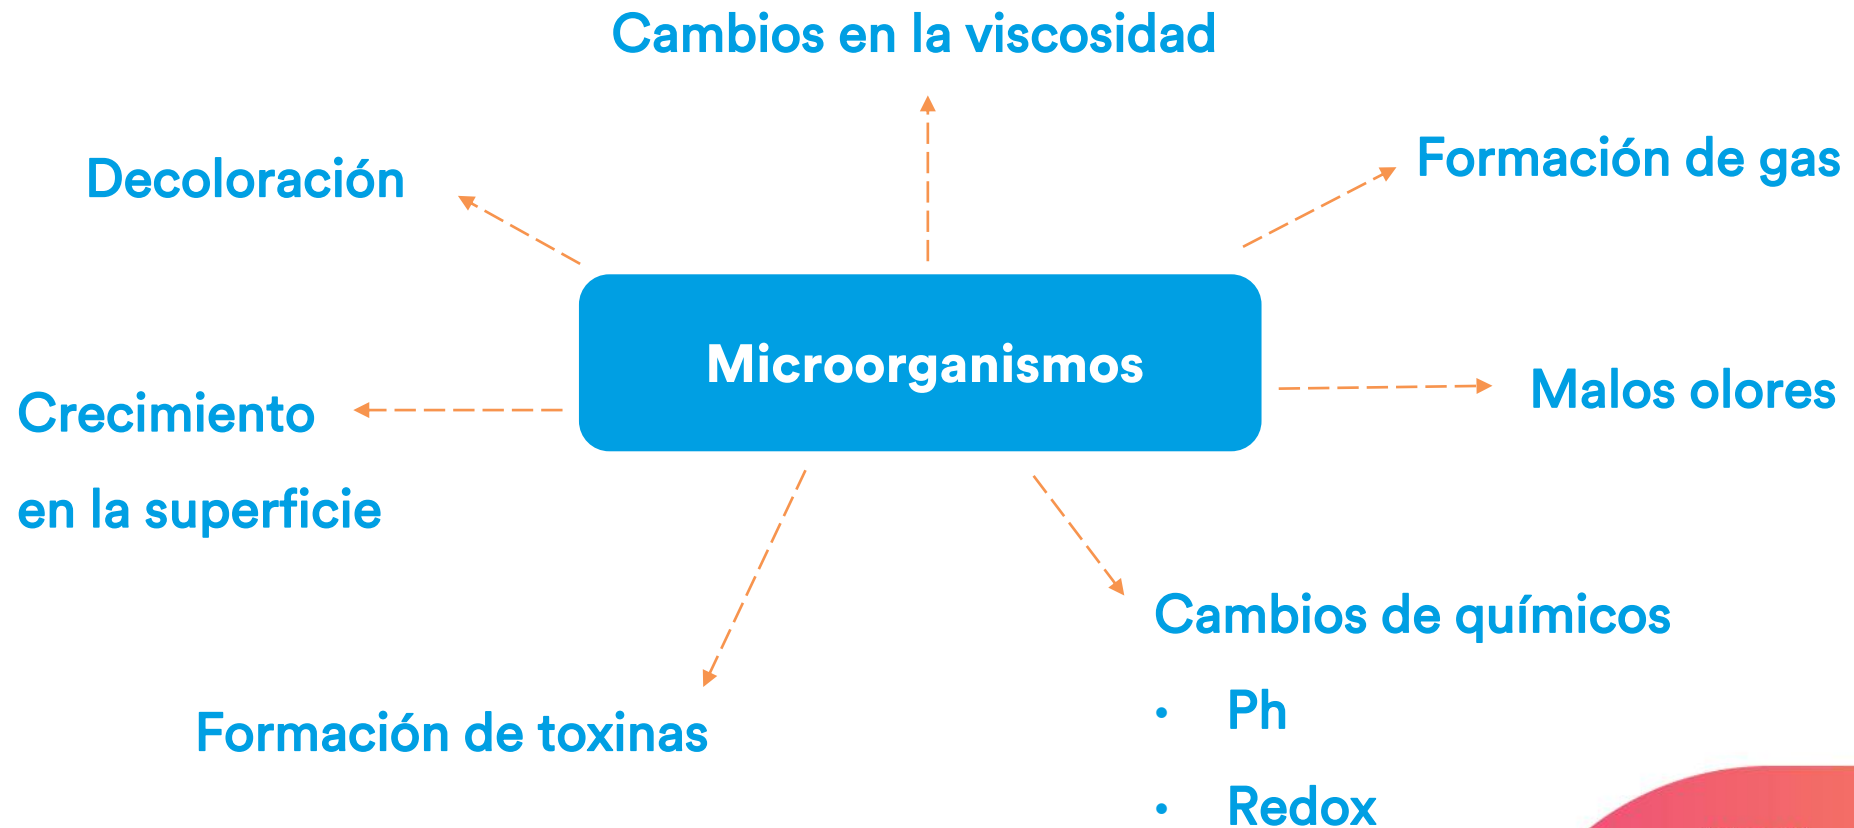 Cambios en la viscosidad
Decoloración
Formación de gas
Microorganismos
Malos olores
Crecimiento
en la superficie
Cambios de químicos
• Ph
• Redox
Formación de toxinas